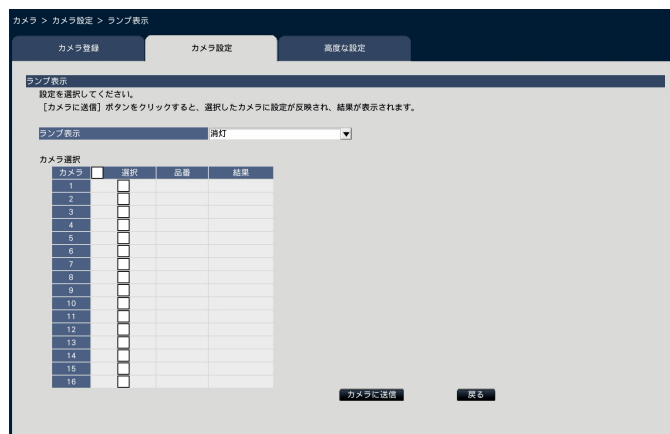 カメラ > カメラ設定 > ランプ表示
カメラ登録 カメラ設定 高度な設定
ランプ表示
設定を選択してください。
［カメラに送信］ボタンをクリックすると、選択したカメラに設定が反映され、結果が表示されます。
ランプ表示 消灯
カメラ選択
カメラ 選択 品番 結果
1
2
3
4
5
6
7
8
9
10
11
12
13
14
15
16
カメラに送信 戻る